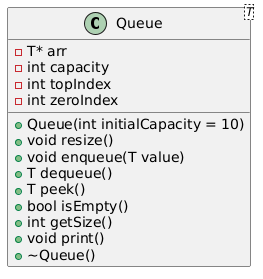 T
C Queue
T* arr
int capacity
int topIndex
int zeroIndex
Queue(int initialCapacity = 10)
void resize()
void enqueue(T value)
T dequeue()
T peek()
bool isEmpty()
int getSize()
void print()
~Queue()